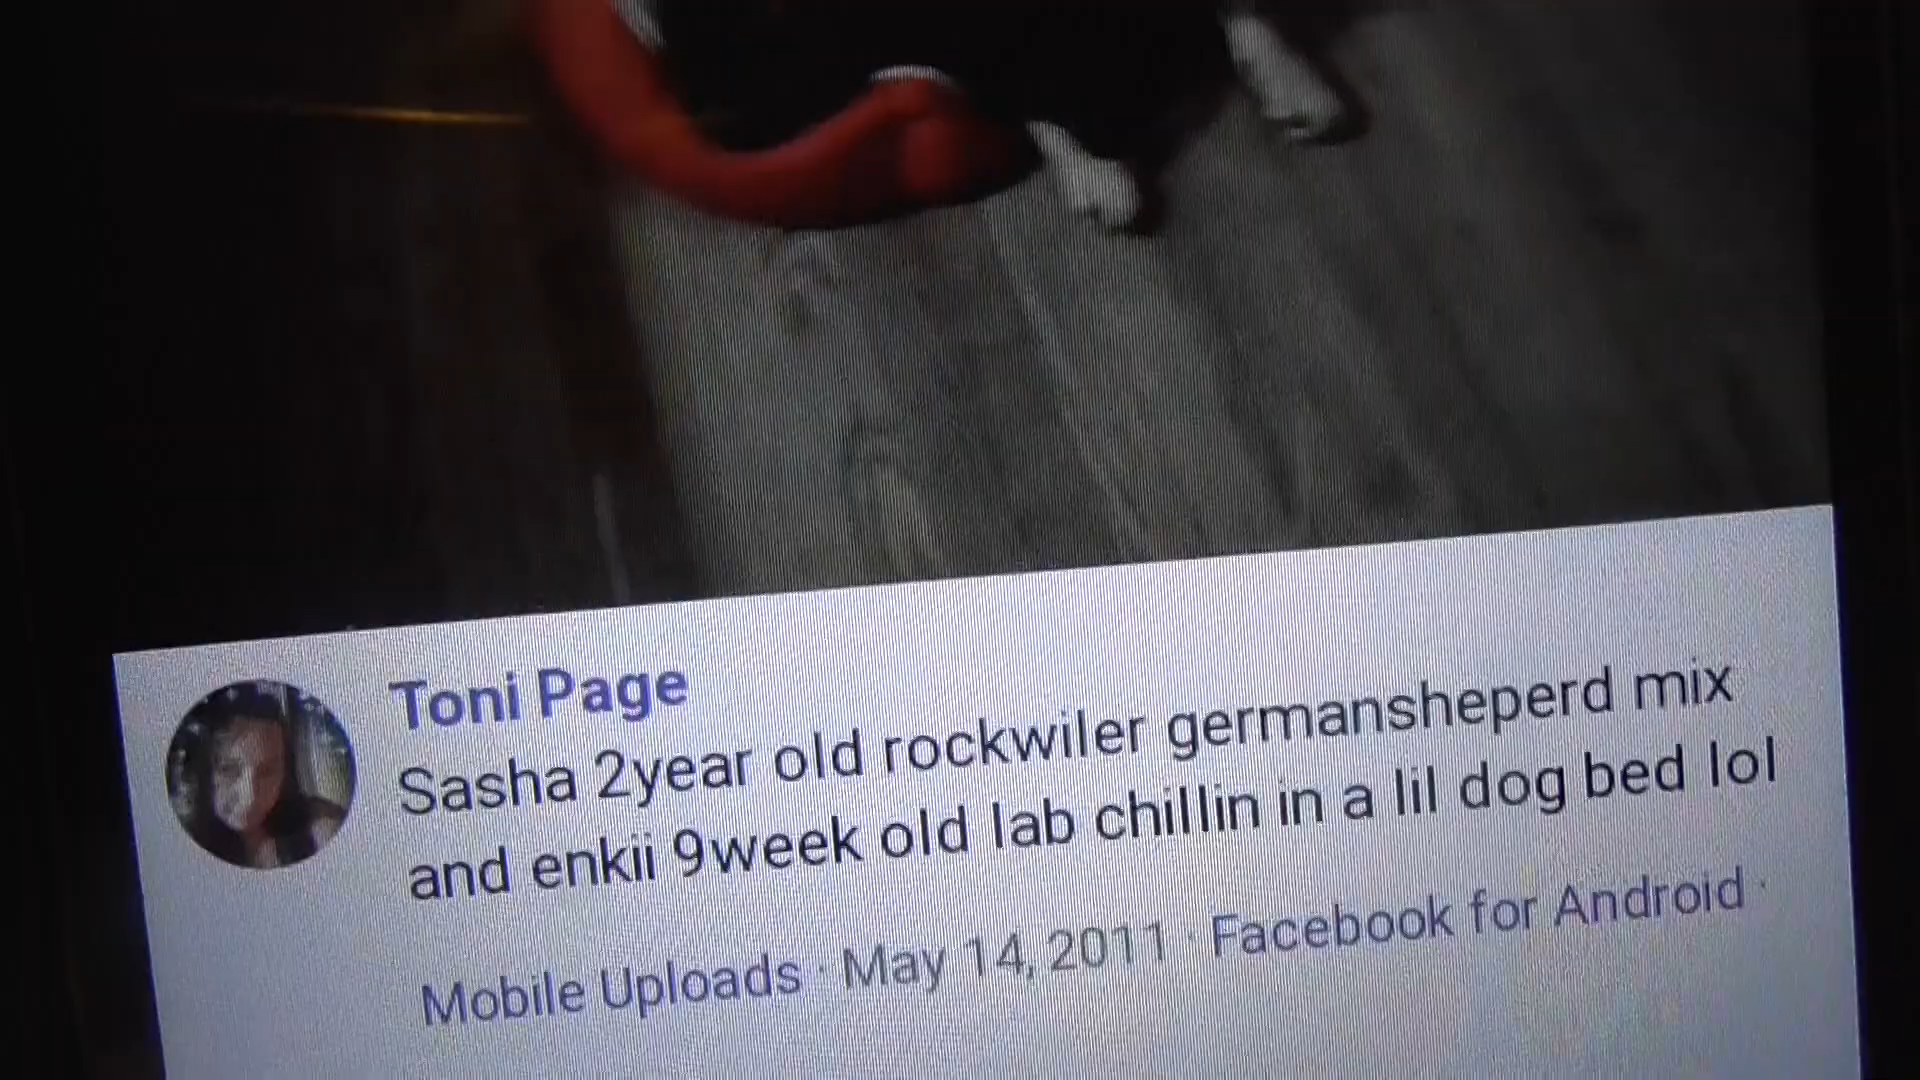 Toni Page
Sasha 2year old rockwiler germansheperd mix
and enkii 9week old lab chillin in a lil dog bed lol
Mobile Uploads · May 14, 2011 · Facebook for Android ·